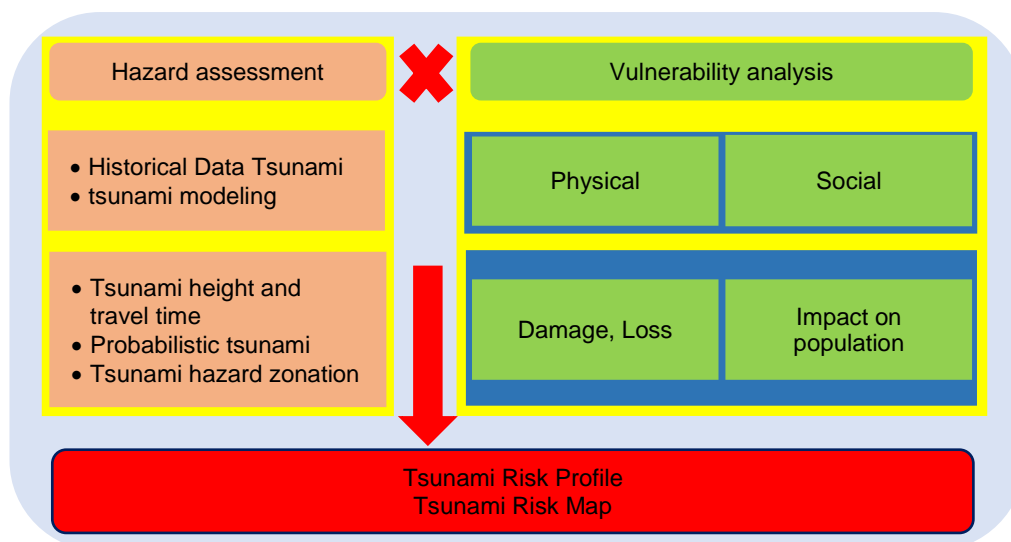 Hazard assessment
Vulnerability analysis
• Historical Data Tsunami
• tsunami modeling
Physical
Social
• Tsunami height and
travel time
• Probabilistic tsunami
• Tsunami hazard zonation
Damage, Loss
Impact on
population
Tsunami Risk Profile
Tsunami Risk Map